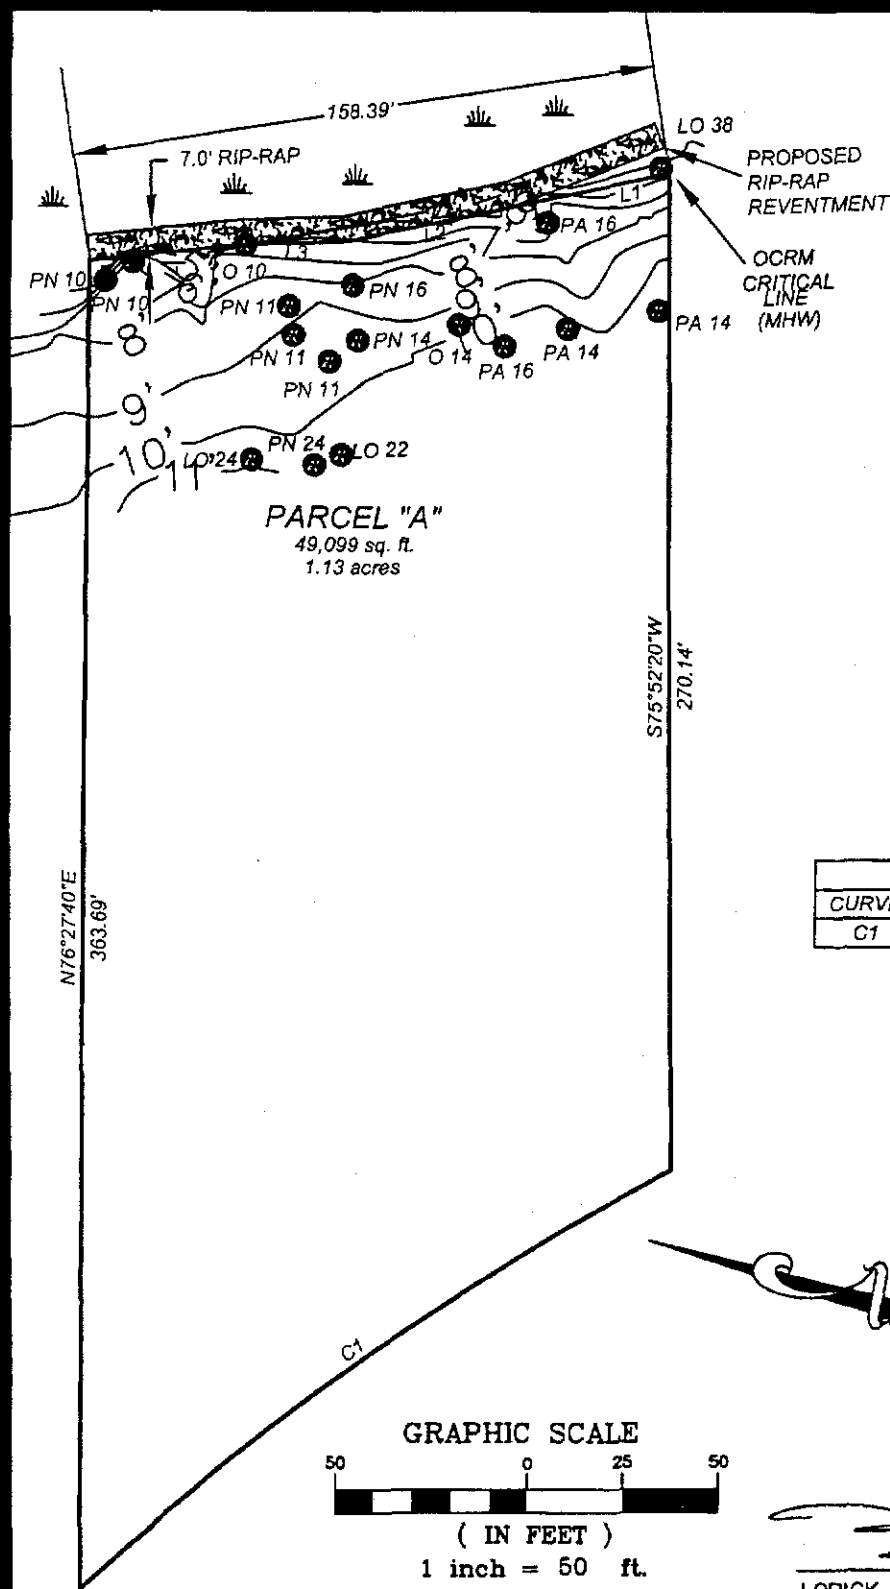 158.39'
7.0' RIP-RAP
LO 38
PROPOSED
RIP-RAP
REVENTMENT
L1
L2
L3
PA 16
OCRM
CRITICAL
LINE
(MHW)
PN 10
PN 10
O 10
PN 16
PN 11
PN 11
PN 14
PN 11
O 14
PA 16
PA 14
PA 14
8'
9'
10'
11'
LO 24
PN 24
LO 22
PARCEL "A"
49,099 sq. ft.
1.13 acres
S75°52'20"W
270.14'
N76°27'40"E
363.69'
CURVE
C1
C1
GRAPHIC SCALE
50 0 25 50
( IN FEET )
1 inch = 50 ft.